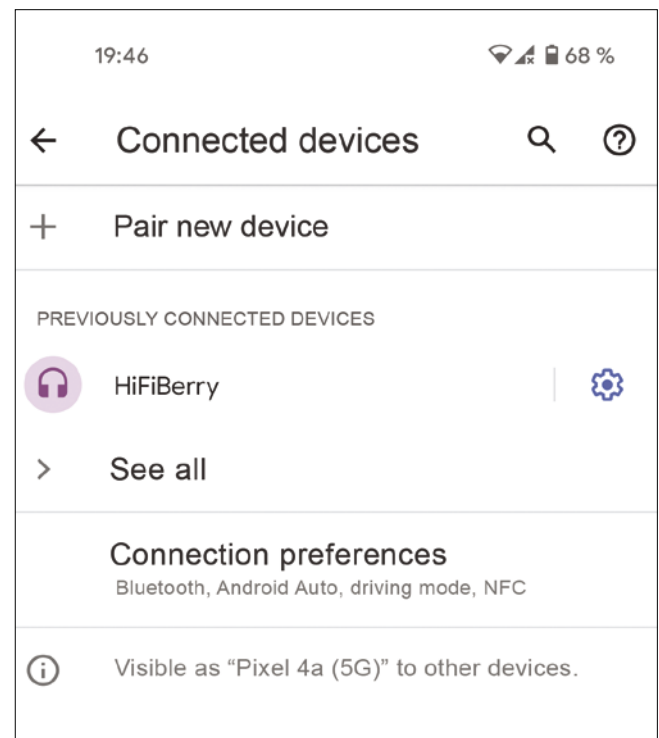 19:46 68 %
Connected devices
Pair new device
PREVIOUSLY CONNECTED DEVICES
HiFiBerry
See all
Connection preferences
Bluetooth, Android Auto, driving mode, NFC
Visible as “Pixel 4a (5G)” to other devices.